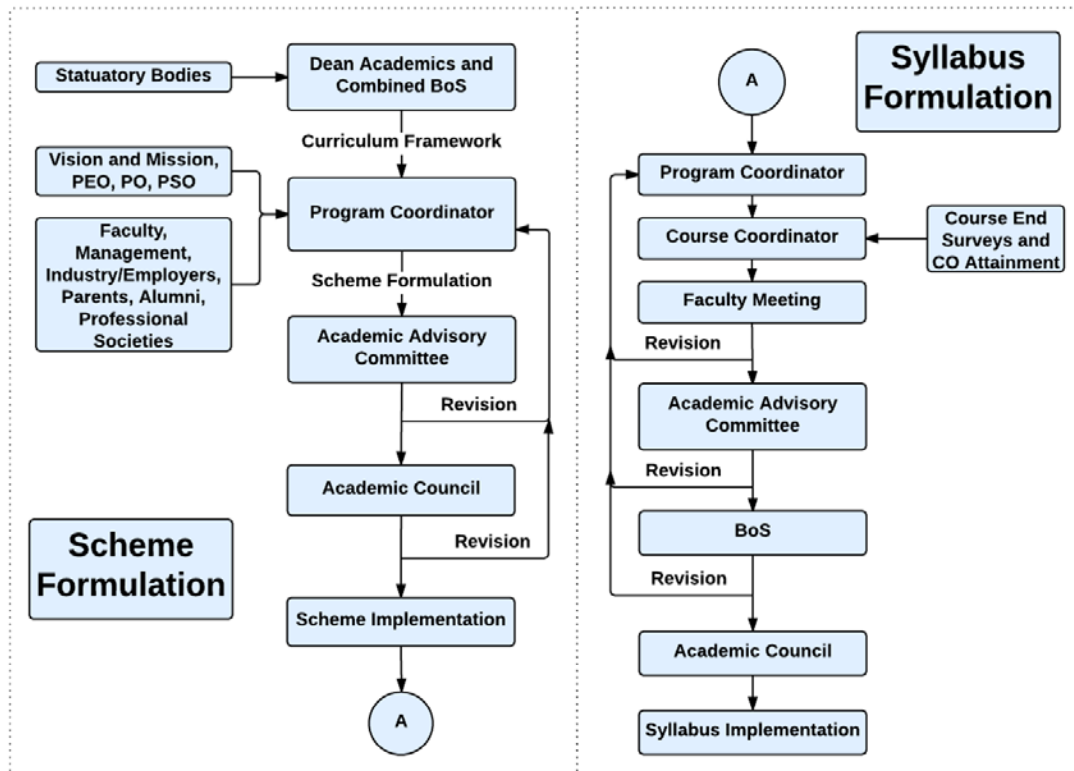 Statuatory Bodies
Dean Academics and
Combined BoS
Curriculum Framework
Vision and Mission,
PEO, PO, PSO
Program Coordinator
Faculty,
Management,
Industry/Employers,
Parents, Alumni,
Professional
Societies
Scheme Formulation
Academic Advisory
Committee
Revision
Academic Council
Revision
Scheme
Formulation
Scheme Implementation
A
Syllabus
Formulation
A
Program Coordinator
Course Coordinator
Course End
Surveys and
CO Attainment
Faculty Meeting
Revision
Academic Advisory
Committee
Revision
BoS
Revision
Academic Council
Syllabus Implementation